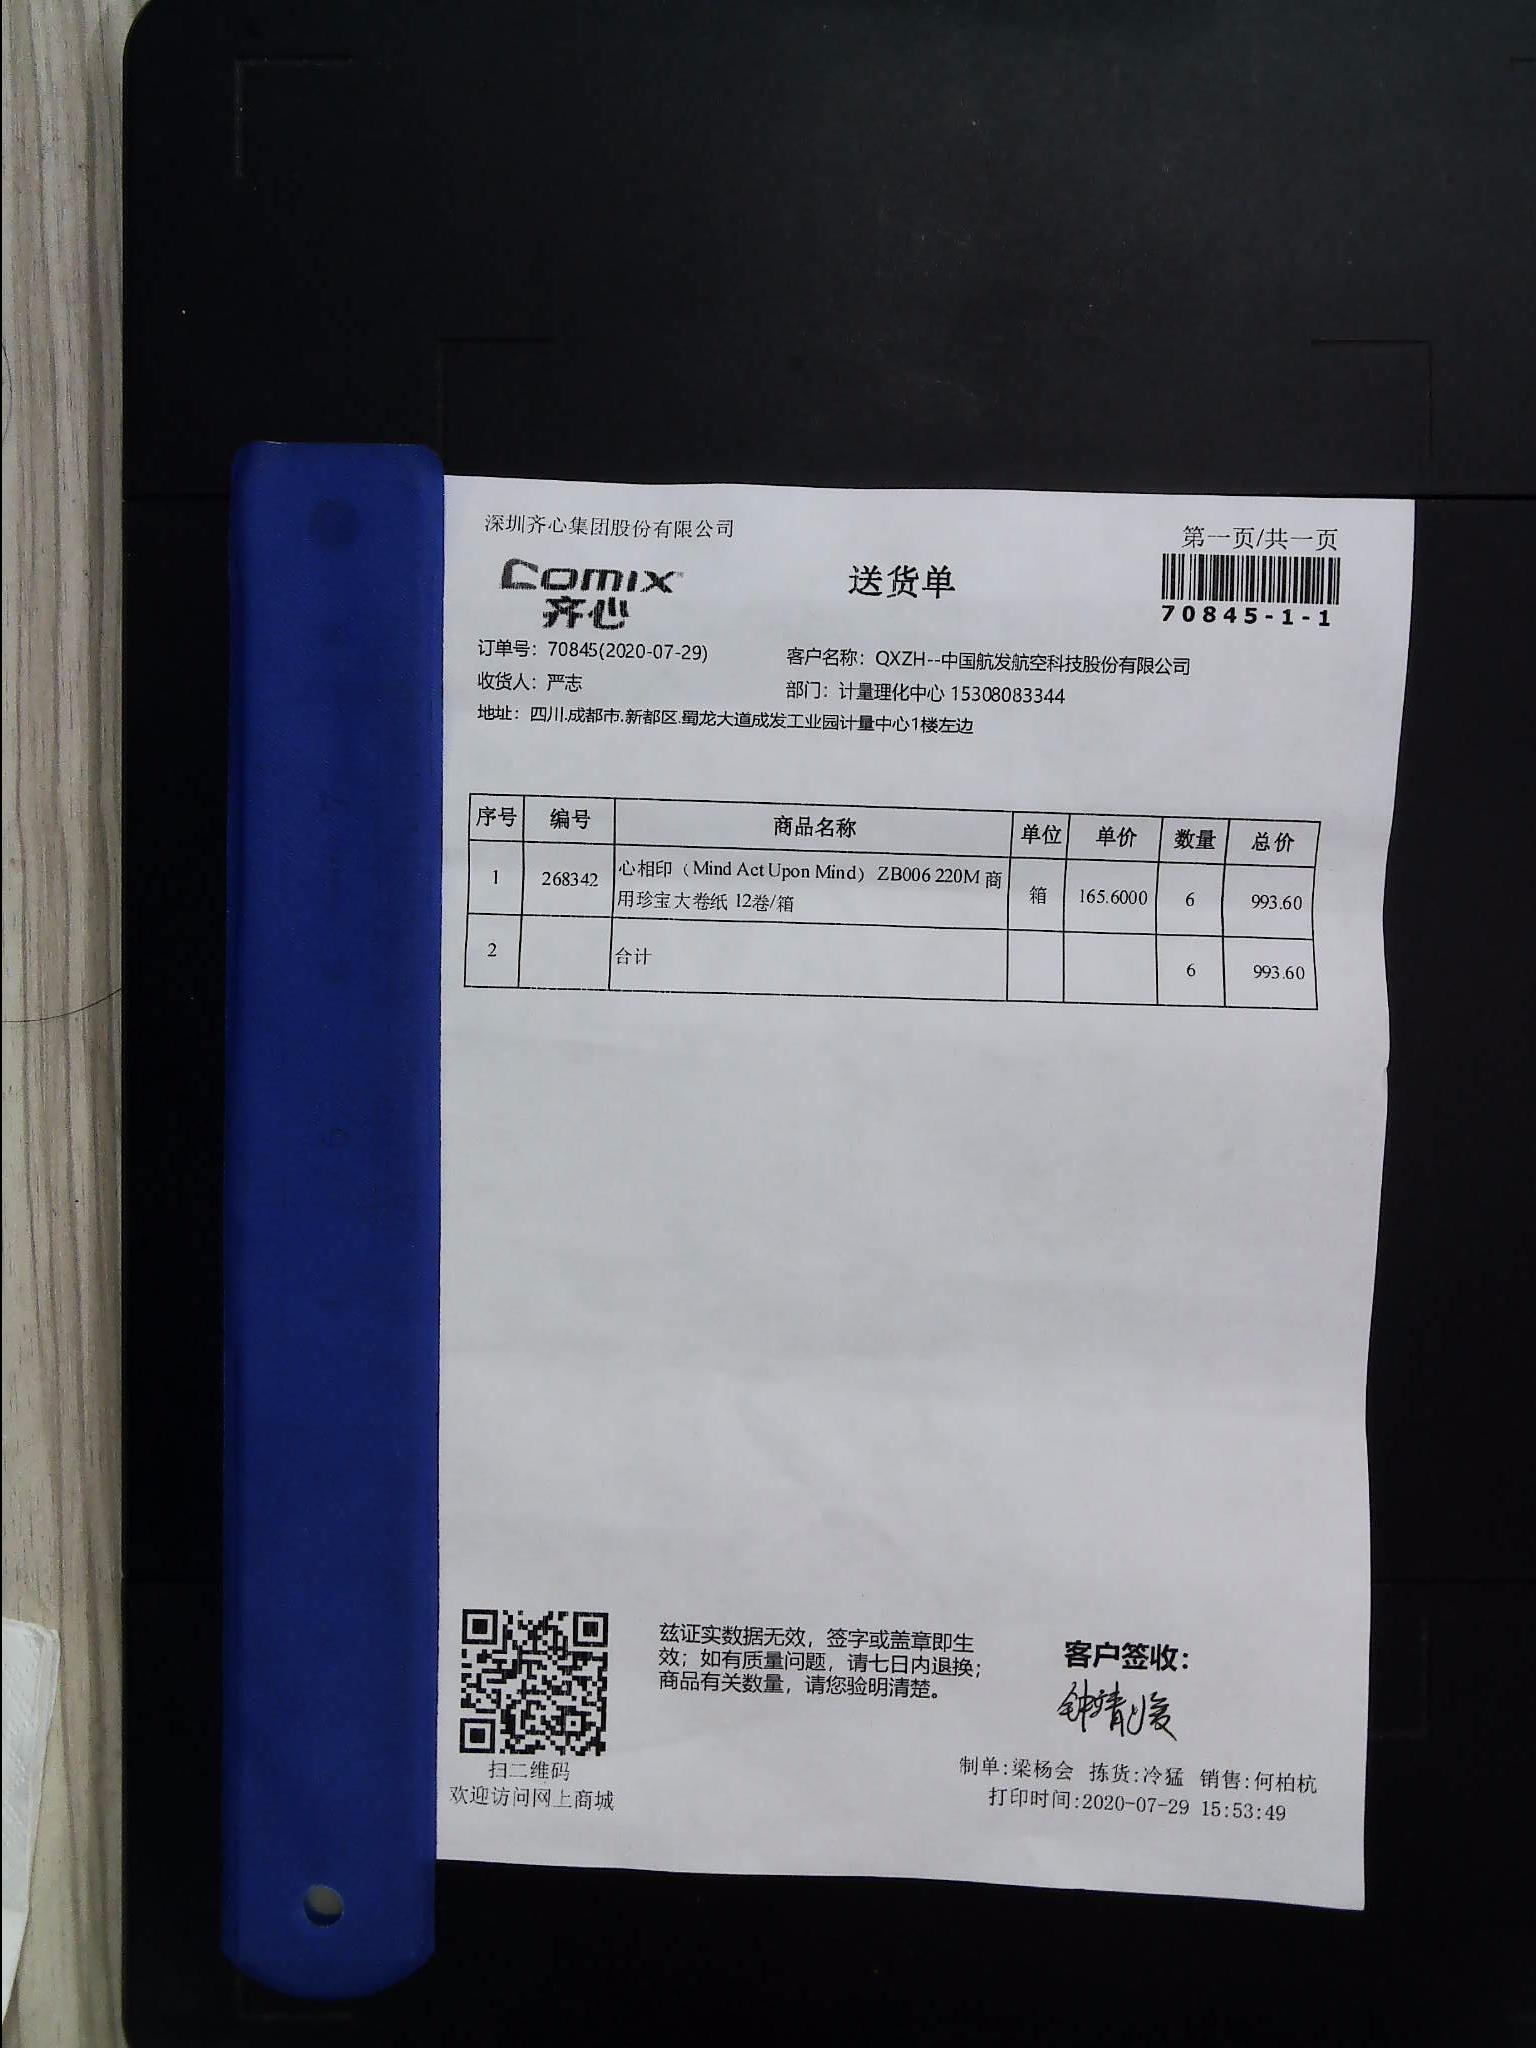 深圳齐心集团股份有限公司
第一页/共一页
comix
齐心
送货单
70845-1-1
订单号：70845(2020-07-29)
客户名称：QXZH--中国航发航空科技股份有限公司
收货人：严志
部门：计量理化中心 15308083344
地址：四川.成都市.新都区.蜀龙大道成发工业园计量中心1楼左边
序号 编号 商品名称 单位 单价 数量 总价
1 268342 心相印（Mind Act Upon Mind）ZB006 220M 商
用珍宝大卷纸 12卷/箱 箱 165.6000 6 993.60
2 合计 6 993.60
兹证实数据无效，签字或盖章即生
效；如有质量问题，请七日内退换；
商品有关数量，请您验明清楚。
客户签收：
扫二维码
欢迎访问网上商城
制单:梁杨会 拣货:冷猛 销售:何柏杭
打印时间:2020-07-29 15:53:49